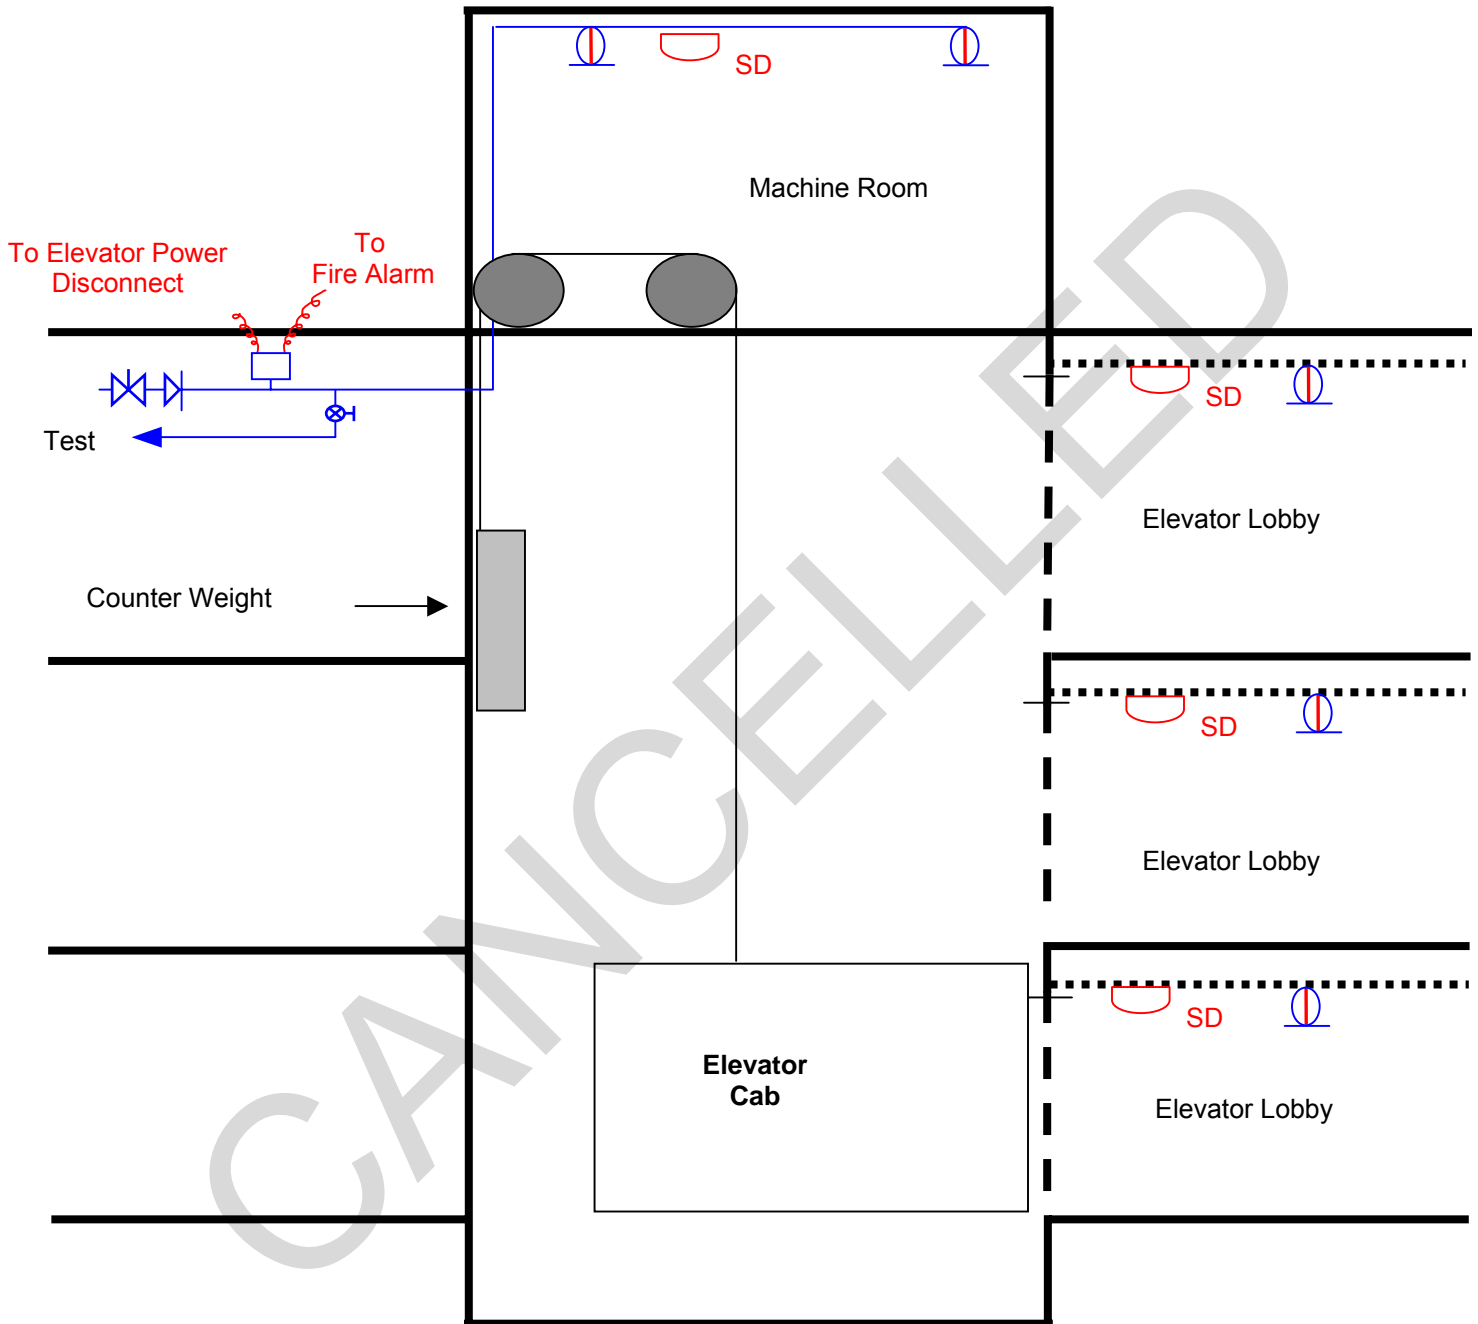 SD
Machine Room
To Elevator Power
Disconnect
To
Fire Alarm
SD
Test
Elevator Lobby
Counter Weight
SD
Elevator Lobby
SD
Elevator
Cab
Elevator Lobby
CANCELLED